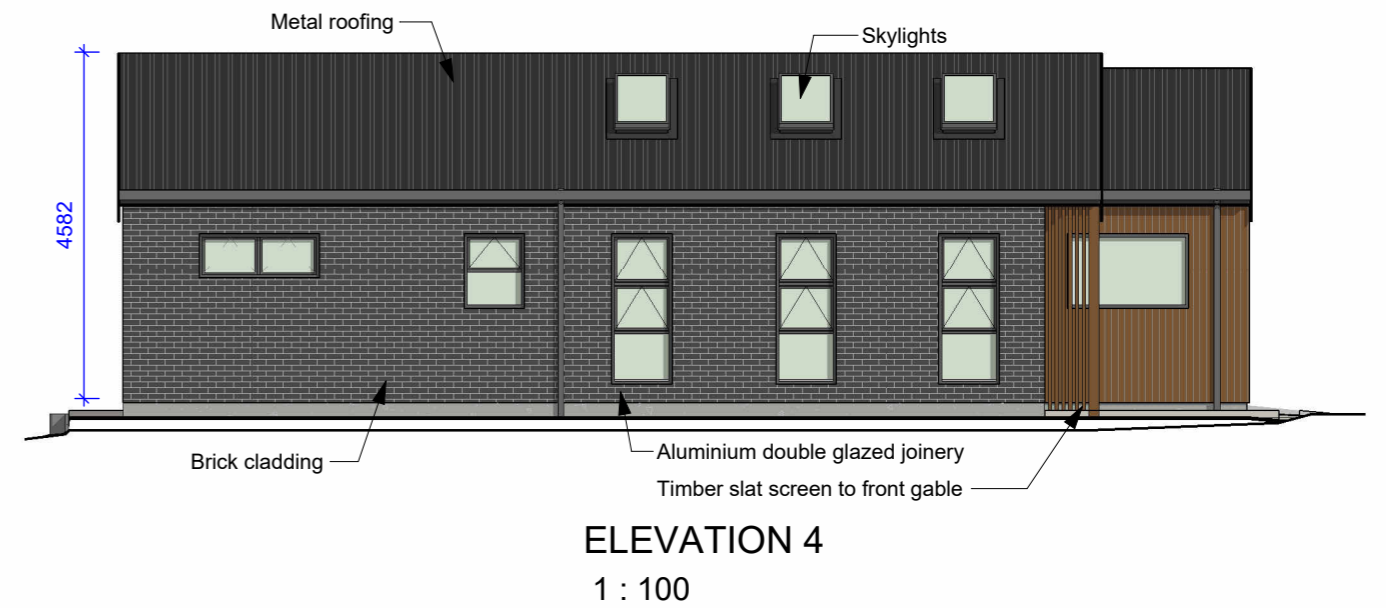 Metal roofing
Skylights
4582
Brick cladding
Aluminium double glazed joinery
Timber slat screen to front gable
ELEVATION 4
1 : 100